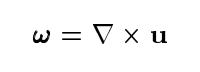 𝝎 = ∇ × 𝐮